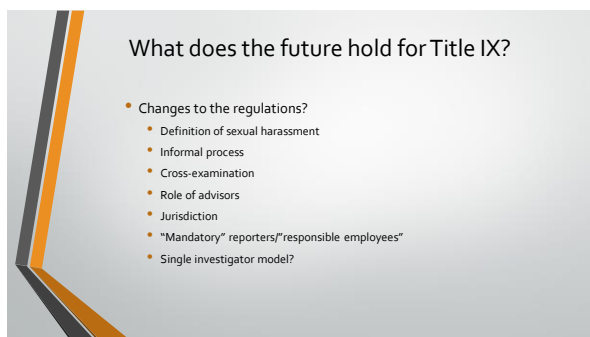 What does the future hold for Title IX?
• Changes to the regulations?
• Definition of sexual harassment
• Informal process
• Cross-examination
• Role of advisors
• Jurisdiction
• “Mandatory” reporters/“responsible employees”
• Single investigator model?